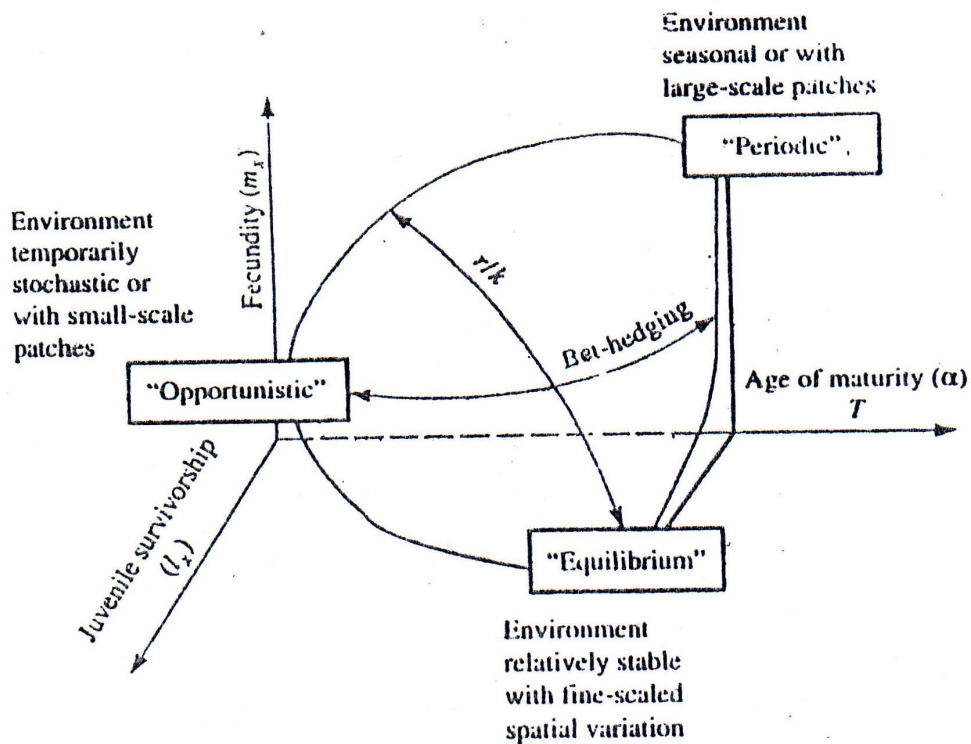 Environment
seasonal or with
large-scale patches
"Periodic",
Fecundity (mₓ)
Environment
temporarily
stochastic or
with small-scale
patches
r/k
Bet-hedging
"Opportunistic"
Age of maturity (α)
T
Juvenile survivorship
(lₓ)
"Equilibrium"
Environment
relatively stable
with fine-scaled
spatial variation